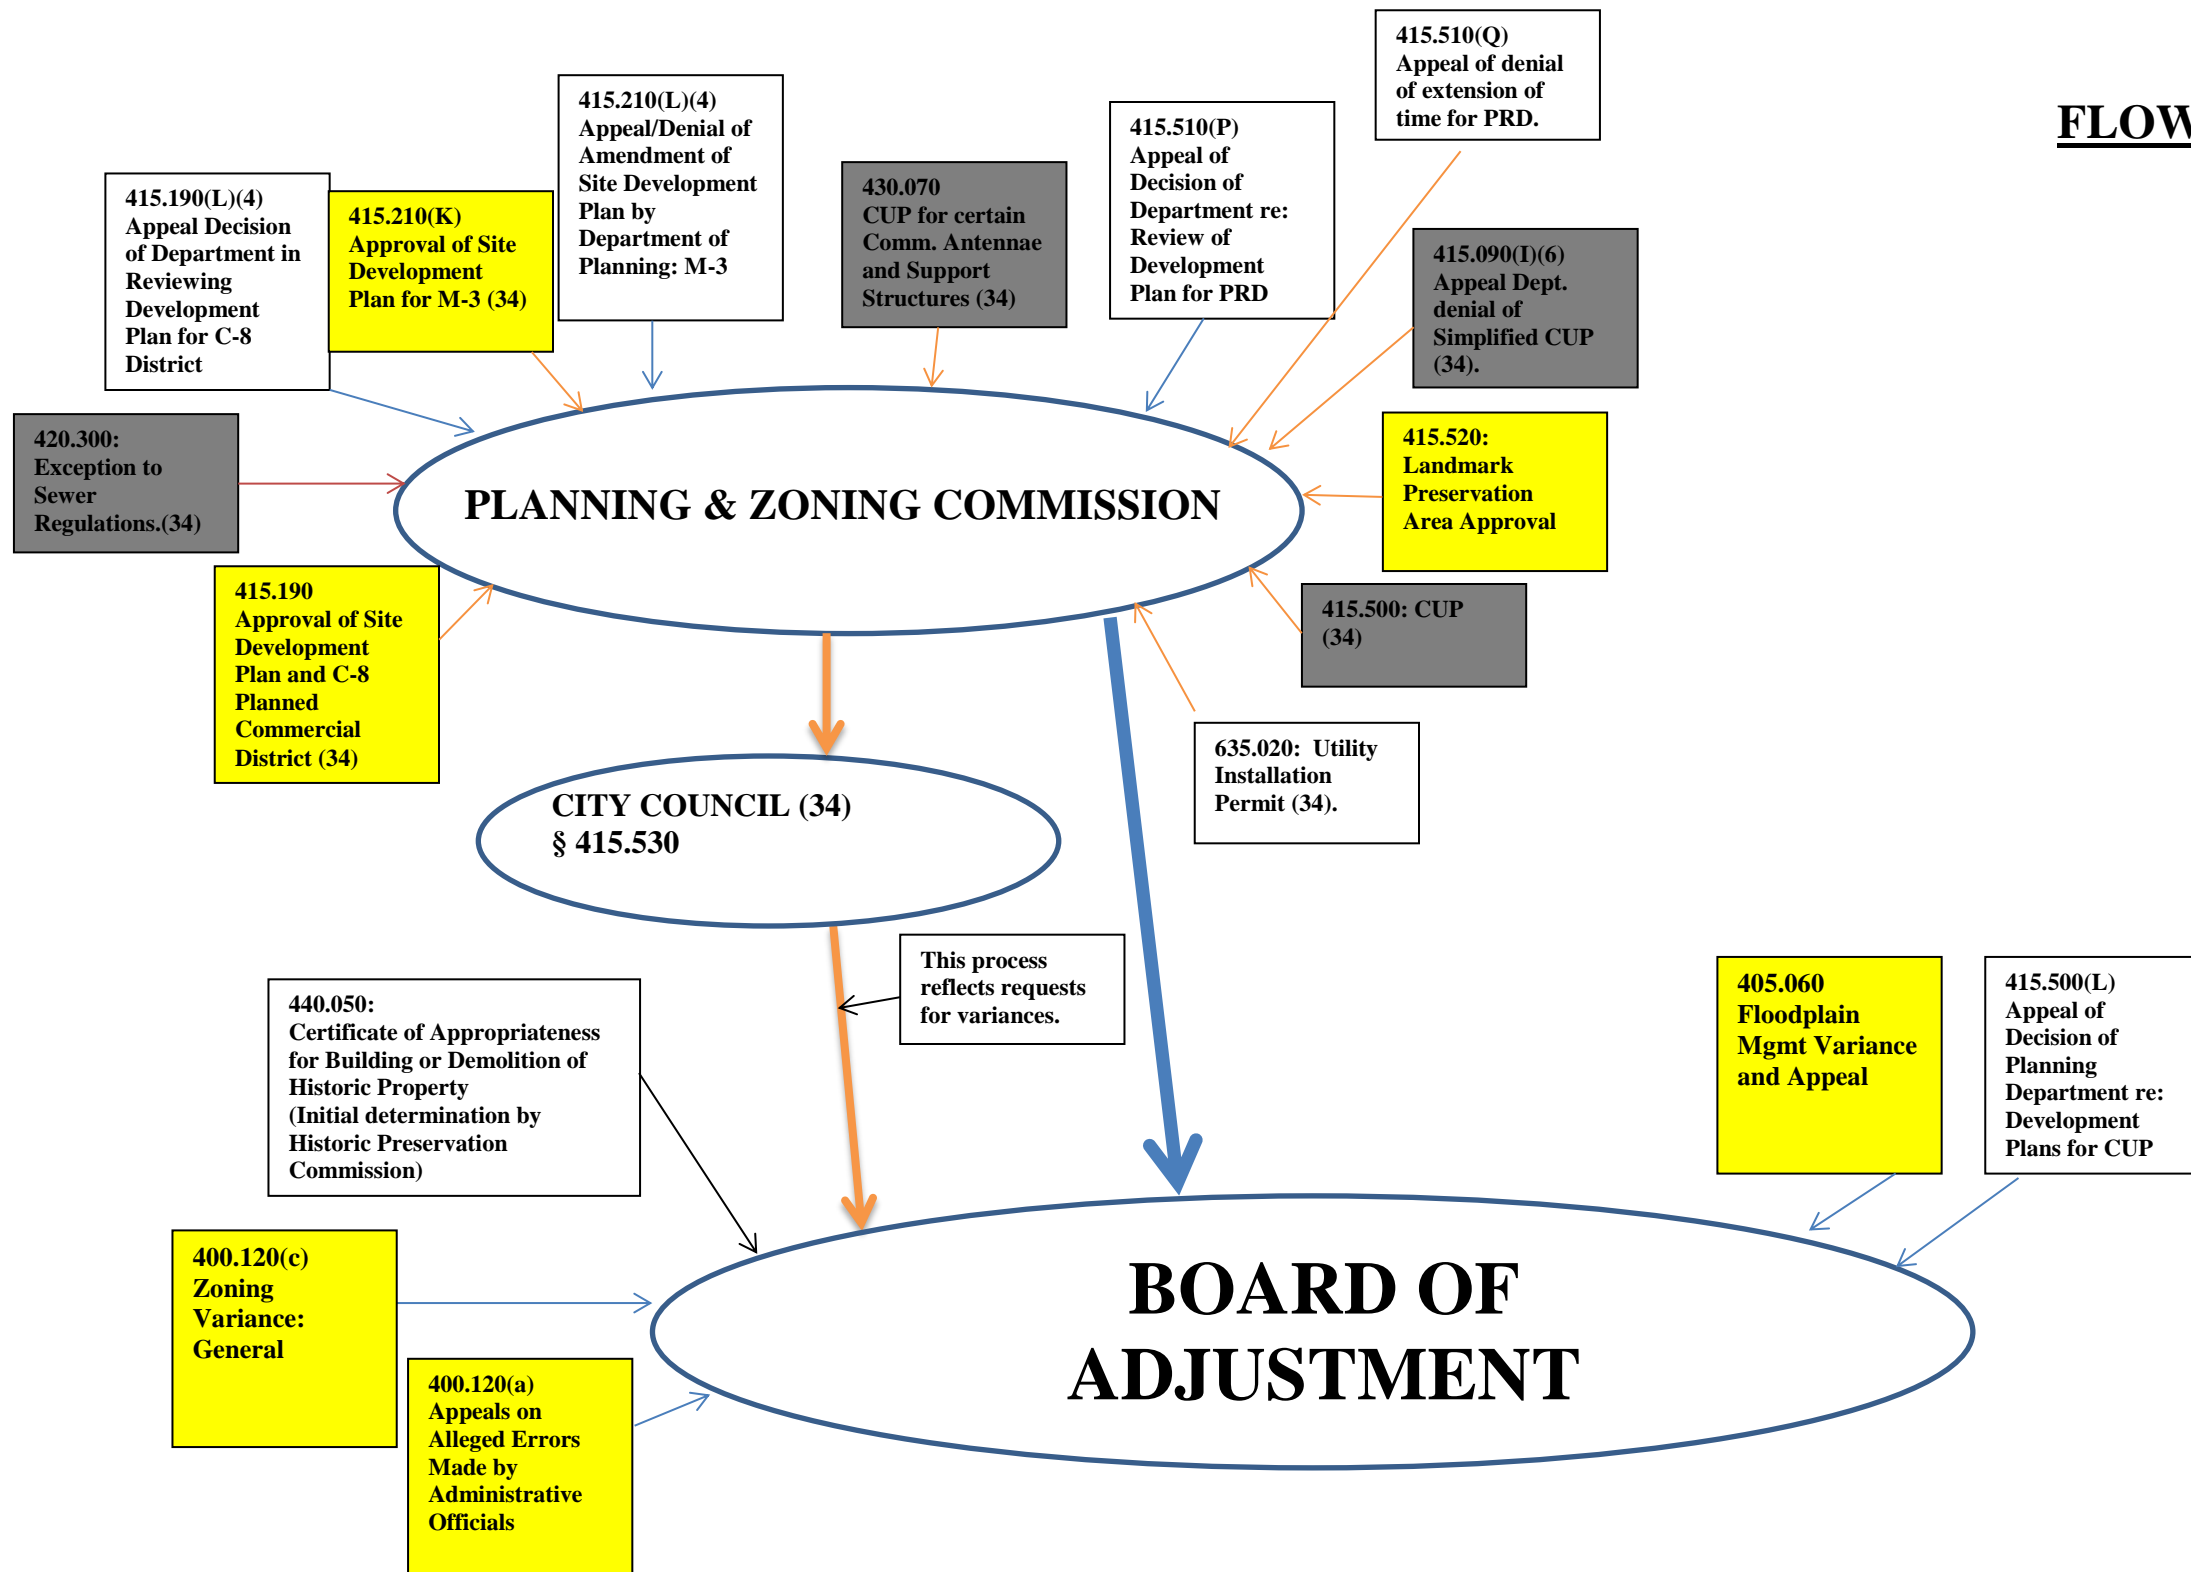 415.510(Q)
Appeal of denial
of extension of
time for PRD.
FLOW
415.210(L)(4)
Appeal/Denial of
Amendment of
Site Development
Plan by
Department of
Planning: M-3
415.510(P)
Appeal of
Decision of
Department re:
Review of
Development
Plan for PRD
430.070
CUP for certain
Comm. Antennae
and Support
Structures (34)
415.190(L)(4)
Appeal Decision
of Department in
Reviewing
Development
Plan for C-8
District
415.210(K)
Approval of Site
Development
Plan for M-3 (34)
415.090(I)(6)
Appeal Dept.
denial of
Simplified CUP
(34).
420.300:
Exception to
Sewer
Regulations.(34)
PLANNING & ZONING COMMISSION
415.520:
Landmark
Preservation
Area Approval
415.190
Approval of Site
Development
Plan and C-8
Planned
Commercial
District (34)
415.500: CUP
(34)
635.020:  Utility
Installation
Permit (34).
CITY COUNCIL (34)
§ 415.530
This process
reflects requests
for variances.
440.050:
Certificate of Appropriateness
for Building or Demolition of
Historic Property
(Initial determination by
Historic Preservation
Commission)
405.060
Floodplain
Mgmt Variance
and Appeal
415.500(L)
Appeal of
Decision of
Planning
Department re:
Development
Plans for CUP
400.120(c)
Zoning
Variance:
General
BOARD OF
ADJUSTMENT
400.120(a)
Appeals on
Alleged Errors
Made by
Administrative
Officials